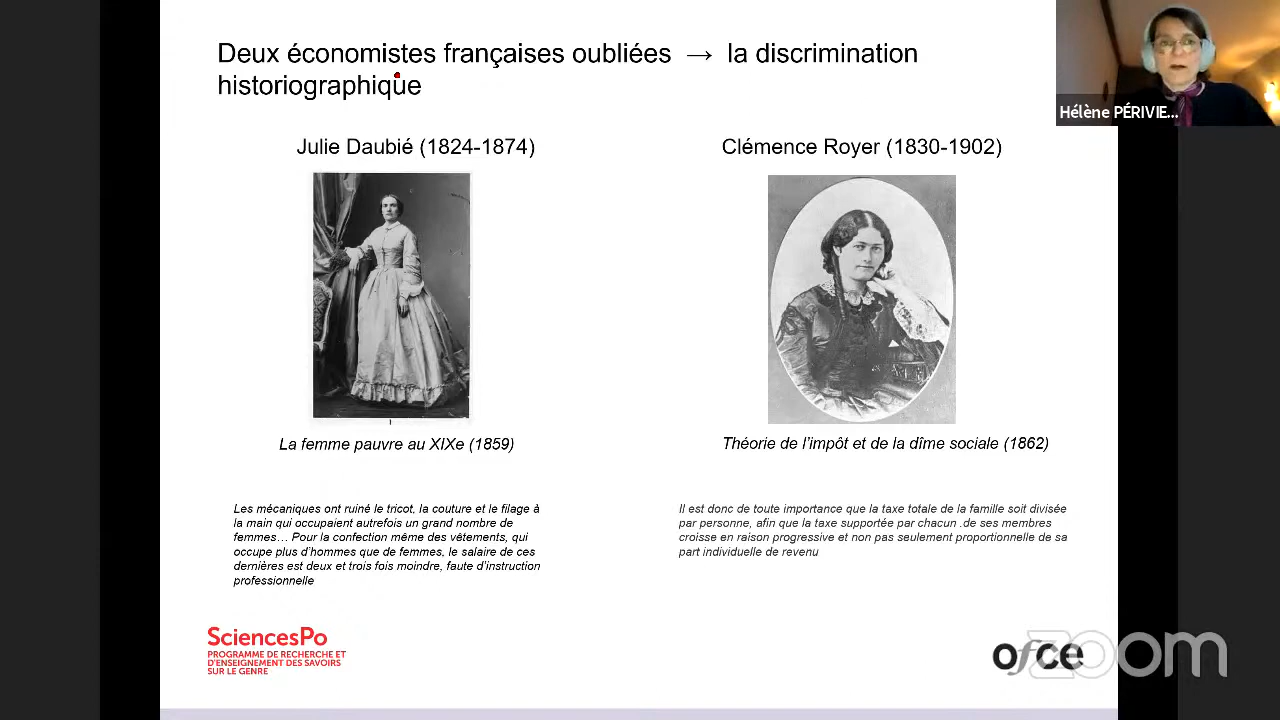 Deux économistes françaises oubliées → la discrimination
historiographique
Hélène PÉRIVIE...
Julie Daubié (1824-1874)
Clémence Royer (1830-1902)
La femme pauvre au XIXe (1859)
Théorie de l'impôt et de la dîme sociale (1862)
Les mécaniques ont ruiné le tricot, la couture et le filage à
la main qui occupaient autrefois un grand nombre de
femmes… Pour la confection même des vêtements, qui
occupe plus d'hommes que de femmes, le salaire de ces
dernières est deux et trois fois moindre, faute d'instruction
professionnelle
Il est donc de toute importance que la taxe totale de la famille soit divisée
par personne, afin que la taxe supportée par chacun .de ses membres
croisse en raison progressive et non pas seulement proportionnelle de sa
part individuelle de revenu
SciencesPo
PROGRAMME DE RECHERCHE ET
D'ENSEIGNEMENT DES SAVOIRS
SUR LE GENRE
ofce
zoom